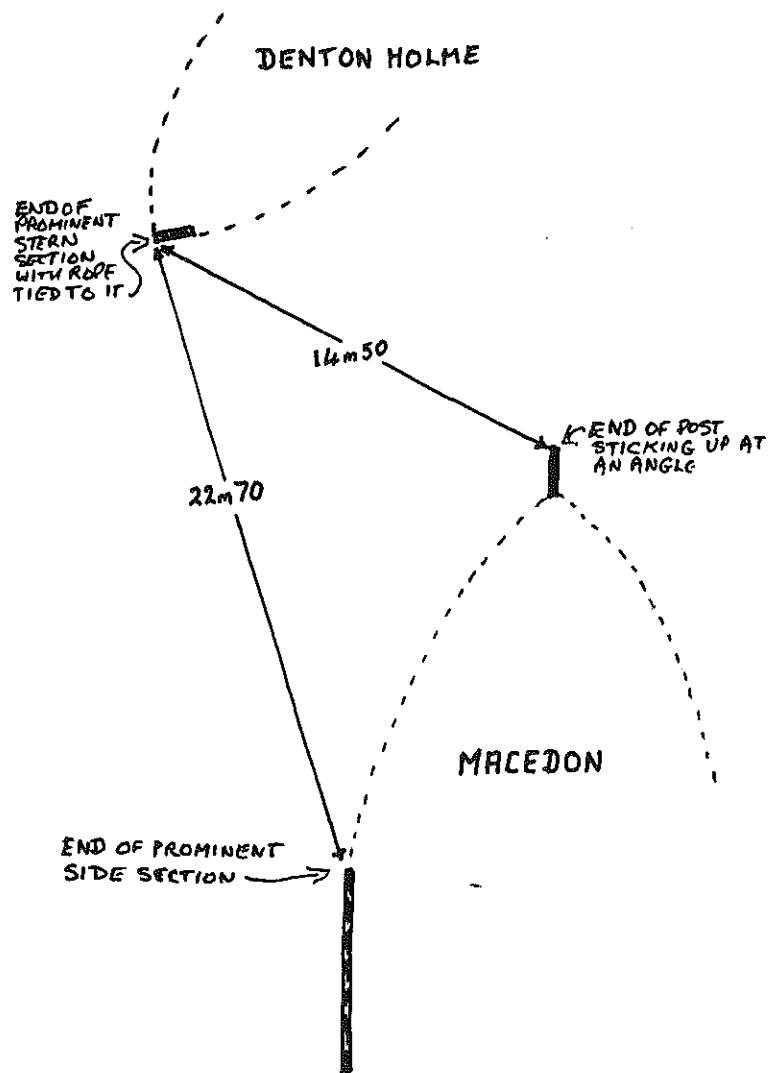 DENTON HOLME
END OF
PROMINENT
STERN
SECTION
WITH ROPE
TIED TO IT
14m50
END OF POST
STICKING UP AT
AN ANGLE
22m70
MACEDON
END OF PROMINENT
SIDE SECTION